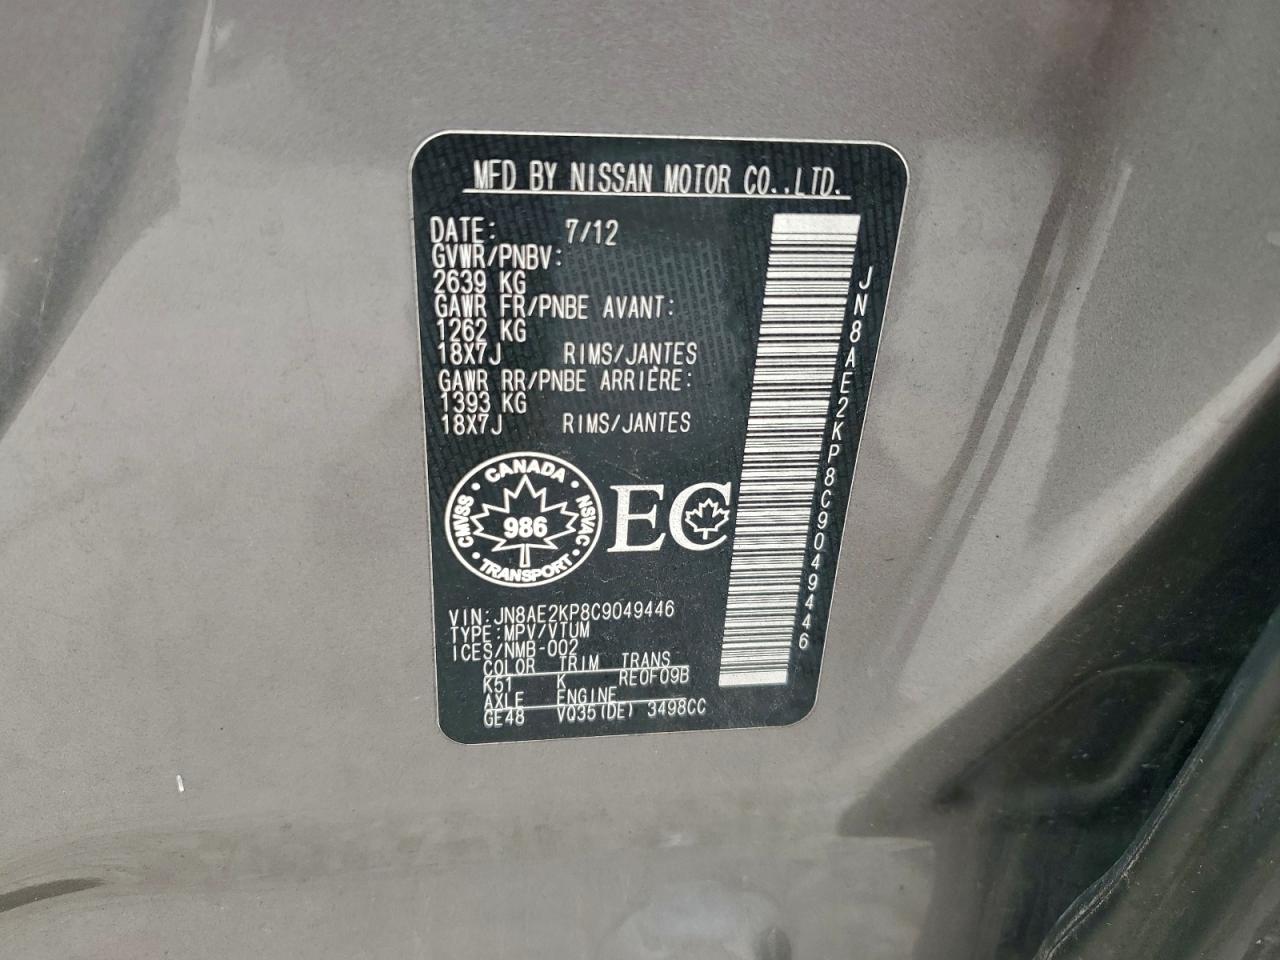 MFD BY NISSAN MOTOR CO.,LTD.
DATE: 7/12
GVWR/PNBV:
2639 KG
GAWR FR/PNBE AVANT:
1262 KG
18X7J RIMS/JANTES
GAWR RR/PNBE ARRIÈRE:
1393 KG
18X7J RIMS/JANTES
CANADA
CMVSS 986 NSVAC
TRANSPORT
EC
VIN:JN8AE2KP8C9049446
TYPE:MPV/VTUM
ICES/NMB-002
COLOR TRIM TRANS
K51 K RE0F09B
AXLE ENGINE
GE48 VQ35(DE) 3498CC
JN8AE2KP8C9049446